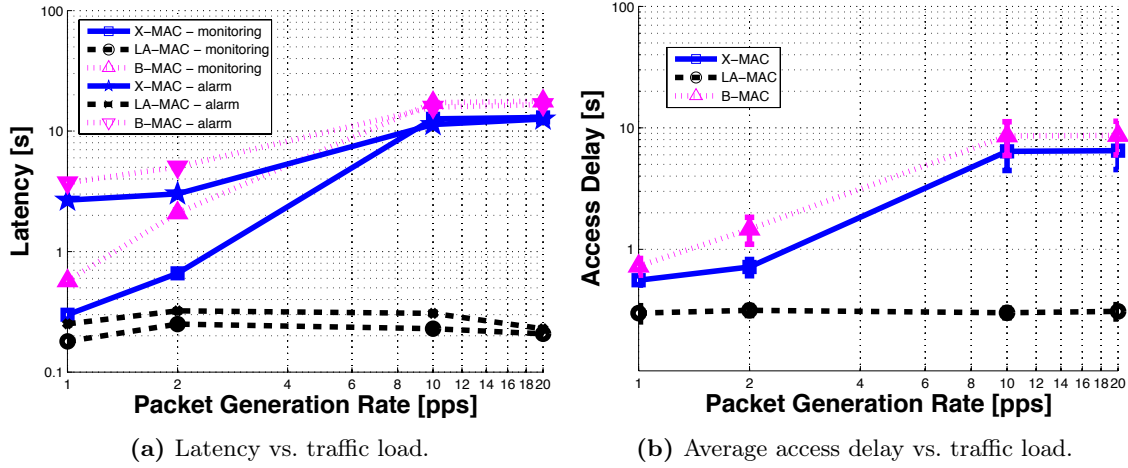 100
10
1
0.1
Latency [s]
X-MAC - monitoring
LA-MAC - monitoring
B-MAC - monitoring
X-MAC - alarm
LA-MAC - alarm
B-MAC - alarm
1 2 4 6 8 10 12 14 16 18 20
Packet Generation Rate [pps]
(a) Latency vs. traffic load.
100
10
1
Access Delay [s]
X-MAC
LA-MAC
B-MAC
1 2 4 6 8 10 12 14 16 18 20
Packet Generation Rate [pps]
(b) Average access delay vs. traffic load.